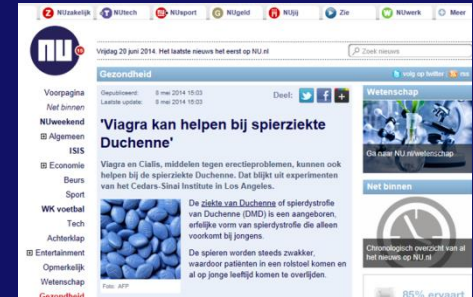 NUzakelijk
NUtech
NUsport
NUgeld
NUjij
Zie
NUwerk
Meer
nu
Vrijdag 20 juni 2014. Het laatste nieuws het eerst op NU.nl
Zoek nieuws
Gezondheid
volg op twitter
Voorpagina
Net binnen
NUweekend
Algemeen
ISIS
Economie
Beurs
Sport
WK voetbal
Tech
Achterklap
Entertainment
Opmerkelijk
Wetenschap
Gezondheid
Gepubliceerd: 8 mei 2014 15:03
Laatste update: 8 mei 2014 15:03
Deel:
'Viagra kan helpen bij spierziekte
Duchenne'
Viagra en Cialis, middelen tegen erectieproblemen, kunnen ook
helpen bij de spierziekte Duchenne. Dat blijkt uit experimenten
van het Cedars-Sinai Institute in Los Angeles.
De ziekte van Duchenne of spierdystrofie
van Duchenne (DMD) is een aangeboren,
erfelijke vorm van spierdystrofie die alleen
voorkomt bij jongens.
De spieren worden steeds zwakker,
waardoor patiënten in een rolstoel komen en
al op jonge leeftijd komen te overlijden.
Foto: AFP
Wetenschap
Ga naar NU.nl/wetenschap
Net binnen
Chronologisch overzicht van al
het nieuws op NU.nl
85% ervaart